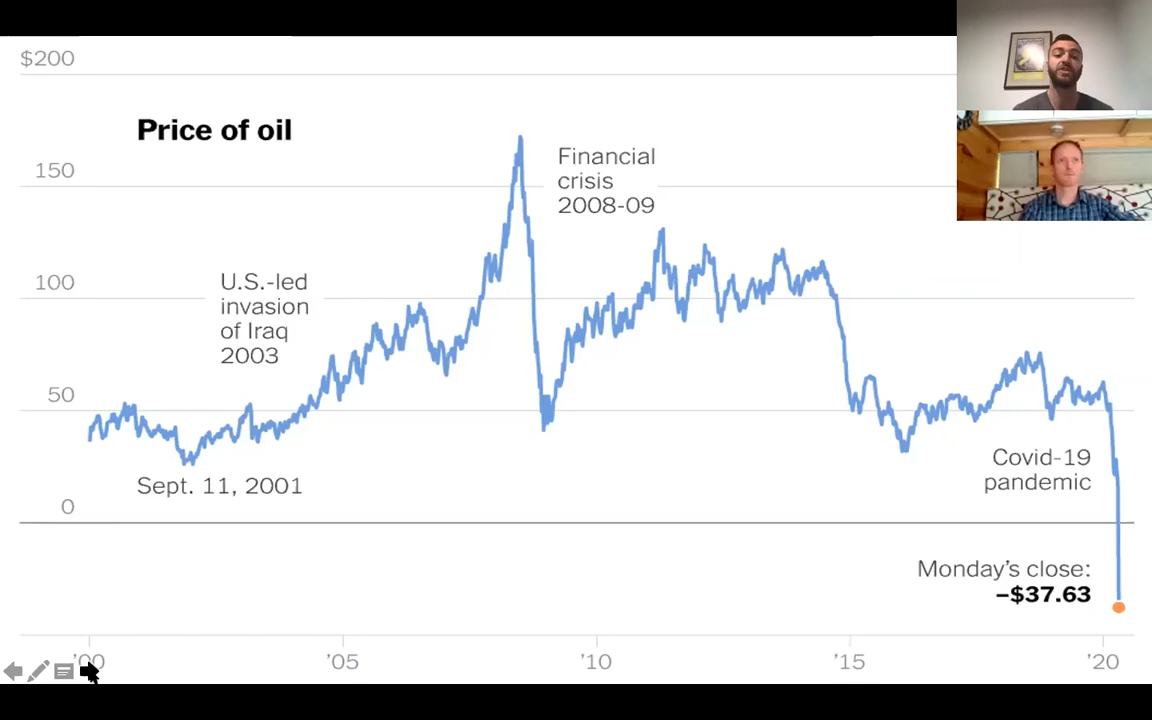 $200
Price of oil
150
Financial
crisis
2008-09
100
U.S.-led
invasion
of Iraq
2003
50
Sept. 11, 2001
Covid-19
pandemic
0
Monday’s close:
–$37.63
’00
’05
’10
’15
’20